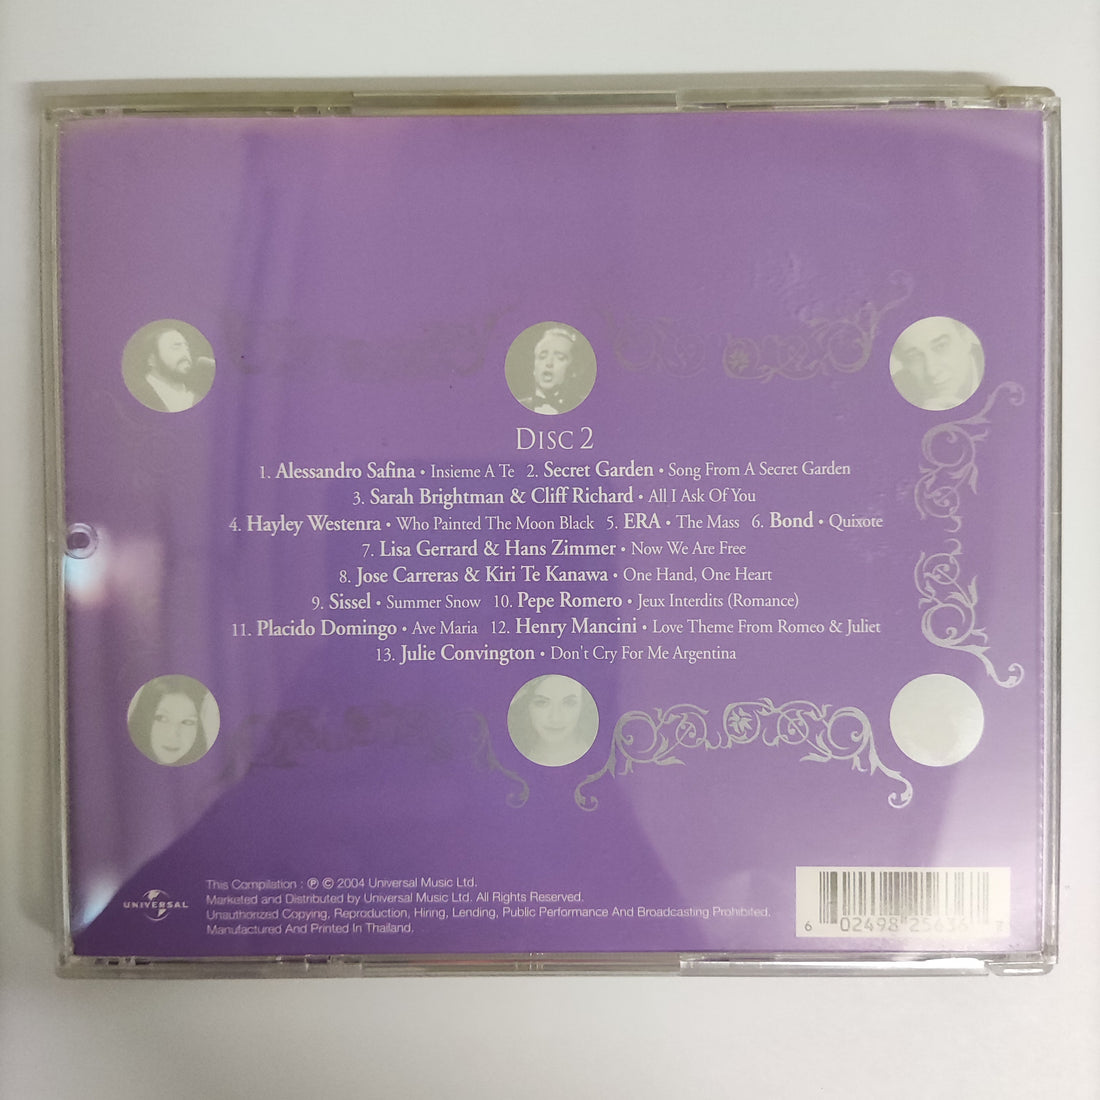 DISC 2
1. Alessandro Safina • Insieme A Te 2. Secret Garden • Song From A Secret Garden
3. Sarah Brightman & Cliff Richard • All I Ask Of You
4. Hayley Westenra • Who Painted The Moon Black 5. ERA • The Mass 6. Bond • Quixote
7. Lisa Gerrard & Hans Zimmer • Now We Are Free
8. Jose Carreras & Kiri Te Kanawa • One Hand, One Heart
9. Sissel • Summer Snow 10. Pepe Romero • Jeux Interdits (Romance)
11. Placido Domingo • Ave Maria 12. Henry Mancini • Love Theme From Romeo & Juliet
13. Julie Convington • Don't Cry For Me Argentina
UNIVERSAL
This Compilation : ℗ © 2004 Universal Music Ltd.
Marketed and Distributed by Universal Music Ltd. All Rights Reserved.
Unauthorized Copying, Reproduction, Hiring, Lending, Public Performance And Broadcasting Prohibited.
Manufactured And Printed In Thailand.
6 02498 25636